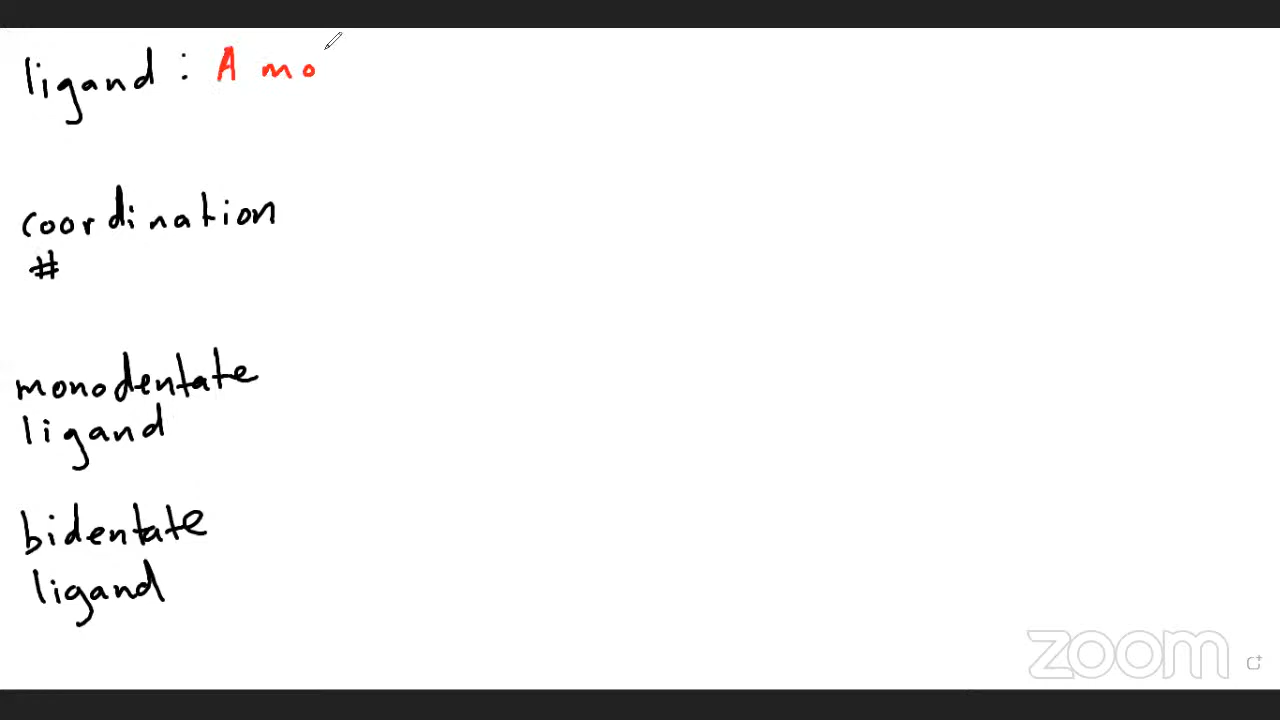 ligand : A mo
coordination
#
monodentate
ligand
bidentate
ligand
zoom